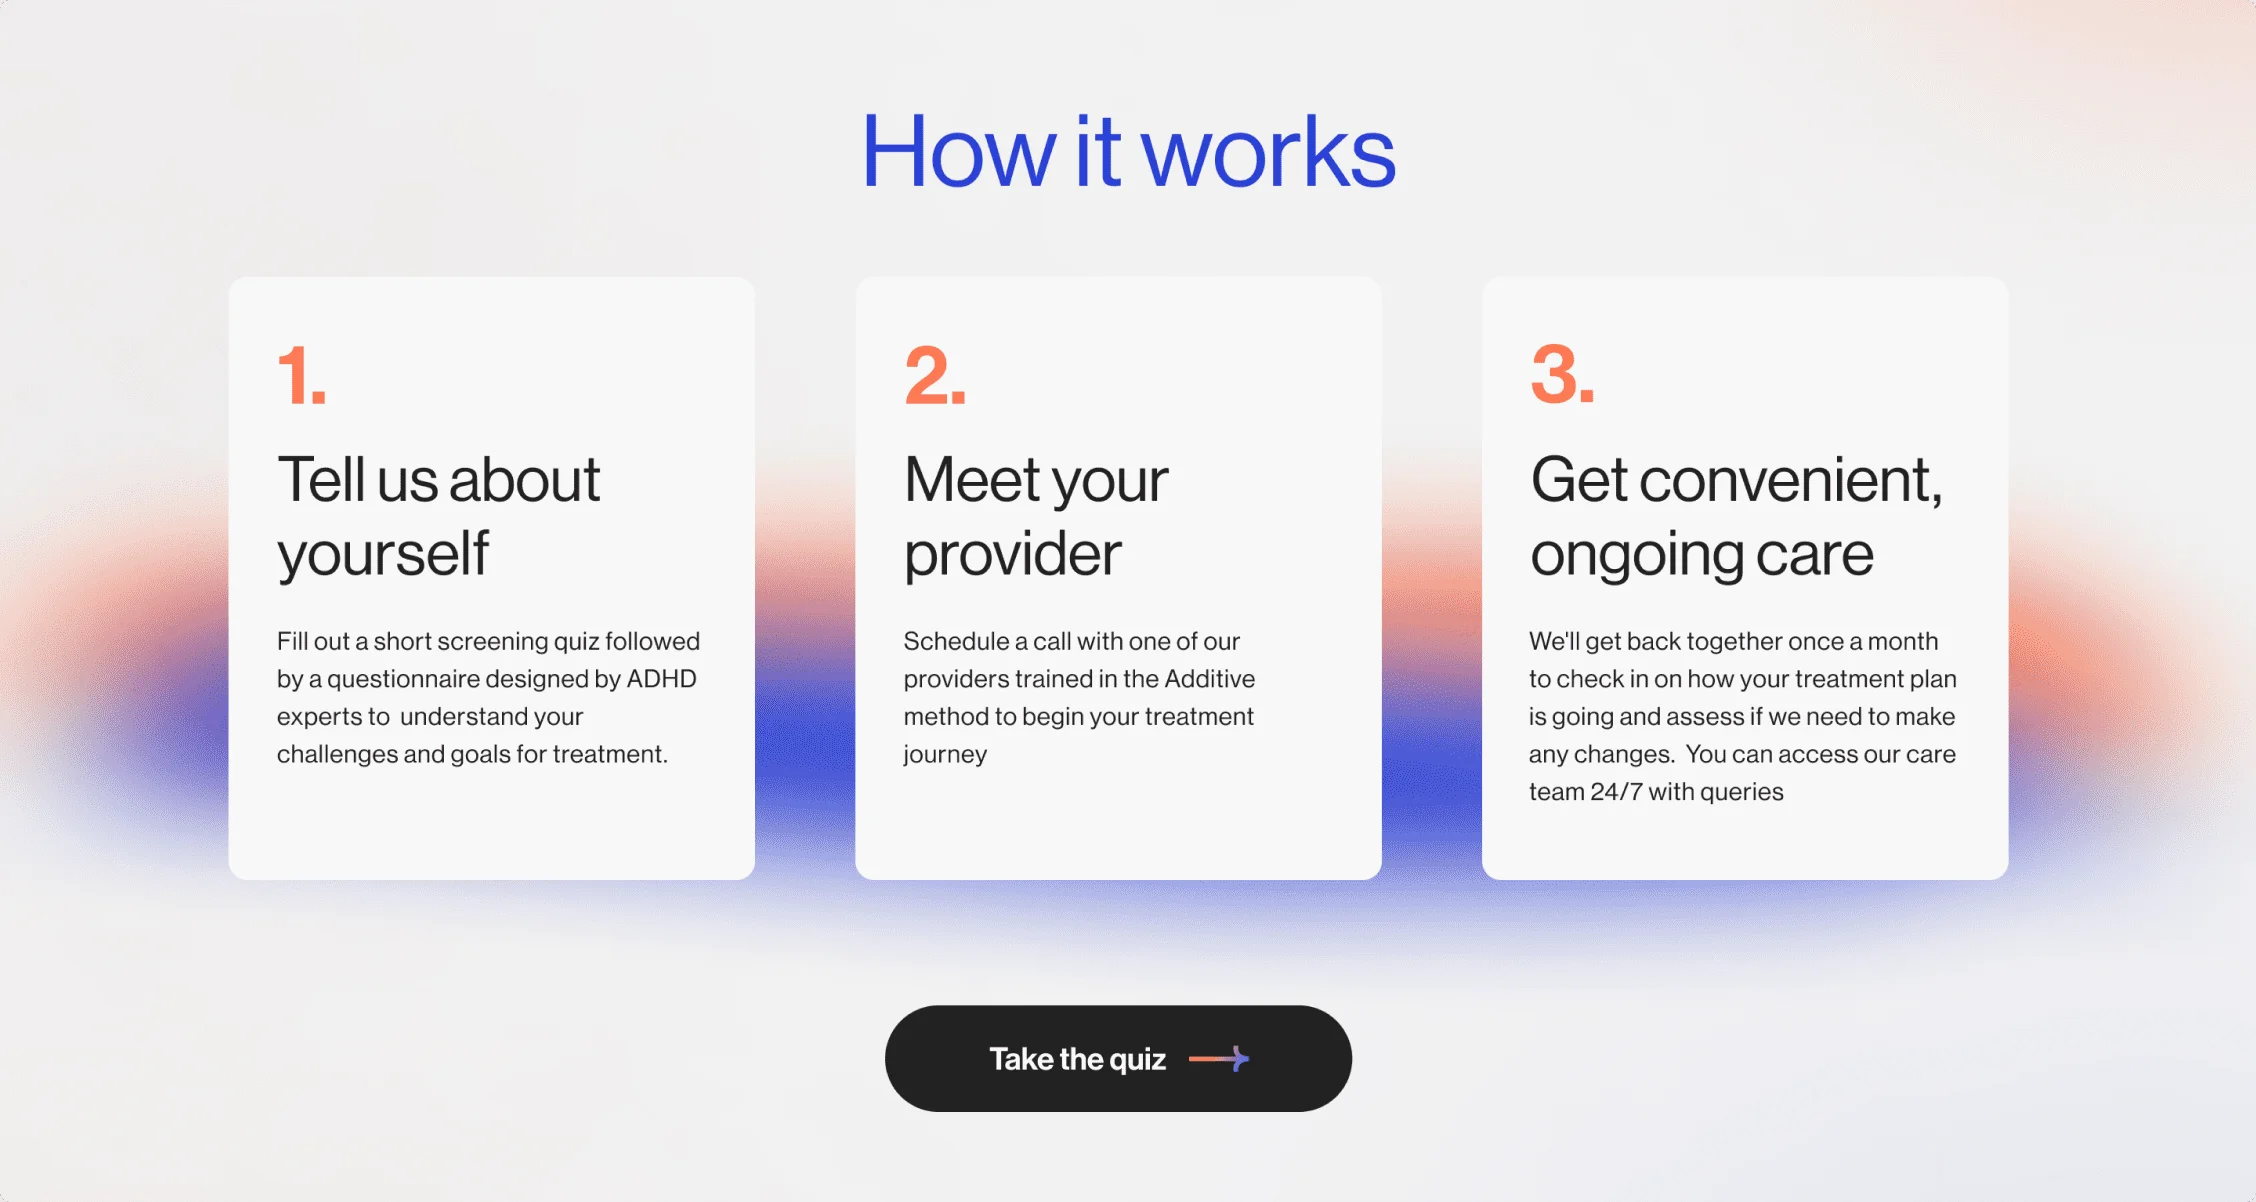 How it works
1.
Tell us about
yourself
Fill out a short screening quiz followed
by a questionnaire designed by ADHD
experts to  understand your
challenges and goals for treatment.
2.
Meet your
provider
Schedule a call with one of our
providers trained in the Additive
method to begin your treatment
journey
3.
Get convenient,
ongoing care
We'll get back together once a month
to check in on how your treatment plan
is going and assess if we need to make
any changes.  You can access our care
team 24/7 with queries
Take the quiz